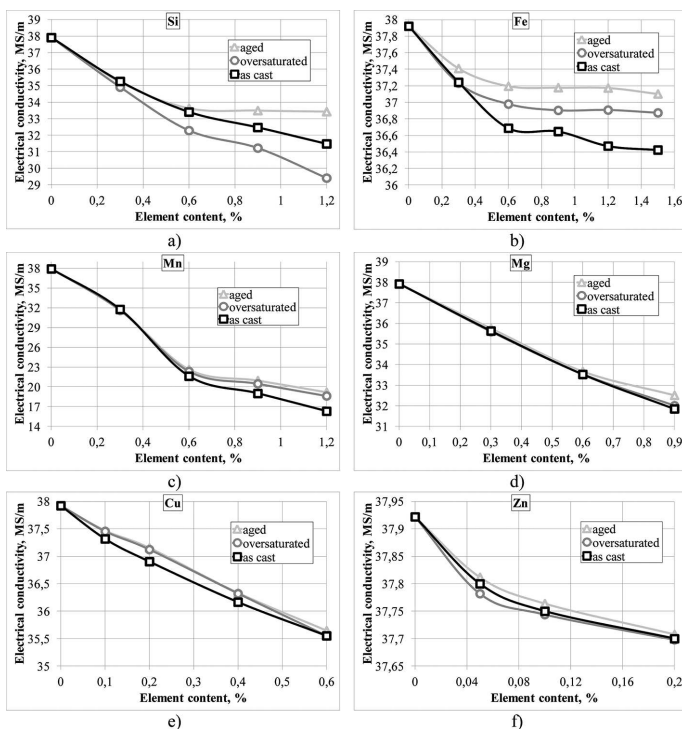 Si
Electrical conductivity, MS/m
39
38
37
36
35
34
33
32
31
30
29
aged
oversaturated
as cast
0 0,2 0,4 0,6 0,8 1 1,2
Element content, %
a)
Fe
Electrical conductivity, MS/m
38
37,8
37,6
37,4
37,2
37
36,8
36,6
36,4
36,2
36
aged
oversaturated
as cast
0 0,2 0,4 0,6 0,8 1 1,2 1,4 1,6
Element content, %
b)
Mn
Electrical conductivity, MS/m
38
35
32
29
26
23
20
17
14
aged
oversaturated
as cast
0 0,2 0,4 0,6 0,8 1 1,2
Element content, %
c)
Mg
Electrical conductivity, MS/m
39
38
37
36
35
34
33
32
31
aged
oversaturated
as cast
0 0,1 0,2 0,3 0,4 0,5 0,6 0,7 0,8 0,9
Element content, %
d)
Cu
Electrical conductivity, MS/m
38
37,5
37
36,5
36
35,5
35
aged
oversaturated
as cast
0 0,1 0,2 0,3 0,4 0,5 0,6
Element content, %
e)
Zn
Electrical conductivity, MS/m
37,95
37,9
37,85
37,8
37,75
37,7
37,65
aged
oversaturated
as cast
0 0,04 0,08 0,12 0,16 0,2
Element content, %
f)